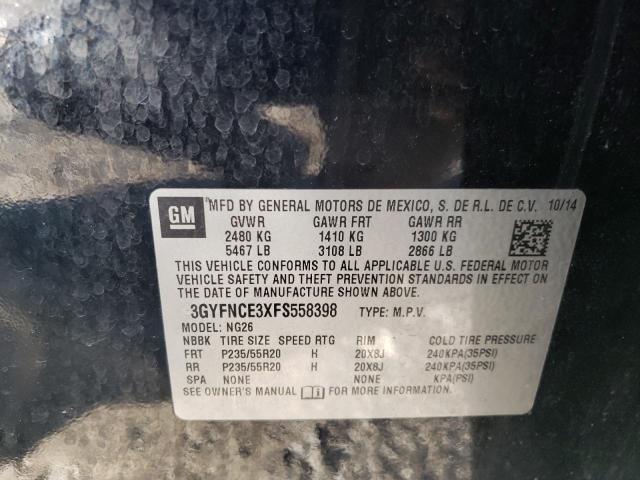 GM
MFD BY GENERAL MOTORS DE MEXICO, S. DE R.L. DE C.V. 10/14
GVWR GAWR FRT GAWR RR
2480 KG 1410 KG 1300 KG
5467 LB 3108 LB 2866 LB
THIS VEHICLE CONFORMS TO ALL APPLICABLE U.S. FEDERAL MOTOR
VEHICLE SAFETY AND THEFT PREVENTION STANDARDS IN EFFECT ON
THE DATE OF MANUFACTURE SHOWN ABOVE.
3GYFNCE3XFS558398 TYPE: M.P.V.
MODEL: NG26
NBBK TIRE SIZE SPEED RTG RIM COLD TIRE PRESSURE
FRT P235/55R20 H 20X8J 240KPA(35PSI)
RR P235/55R20 H 20X8J 240KPA(35PSI)
SPA NONE NONE KPA(PSI)
SEE OWNER'S MANUAL FOR MORE INFORMATION.